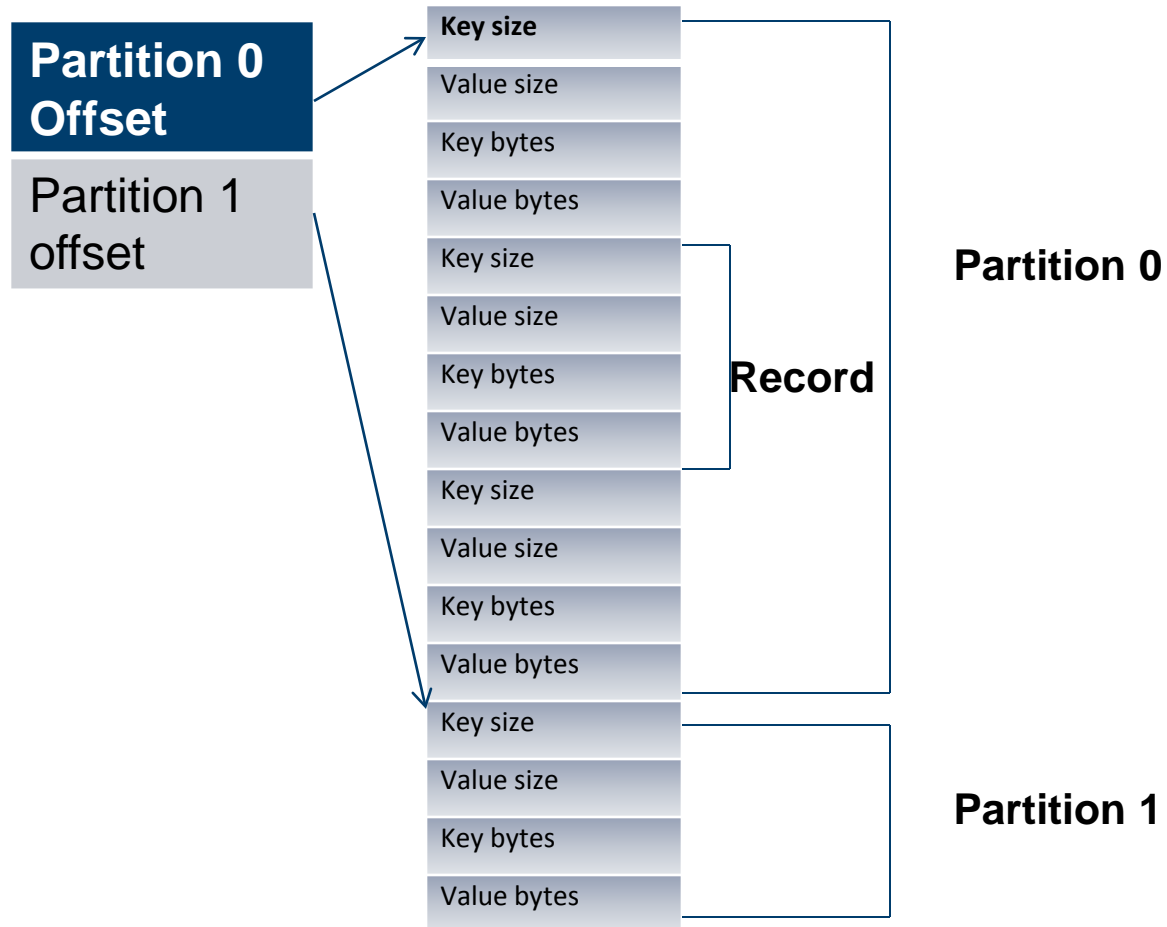 Partition 0
Offset
Partition 1
offset
Key size
Value size
Key bytes
Value bytes
Key size
Value size
Key bytes
Value bytes
Key size
Value size
Key bytes
Value bytes
Key size
Value size
Key bytes
Value bytes
Record
Partition 0
Partition 1